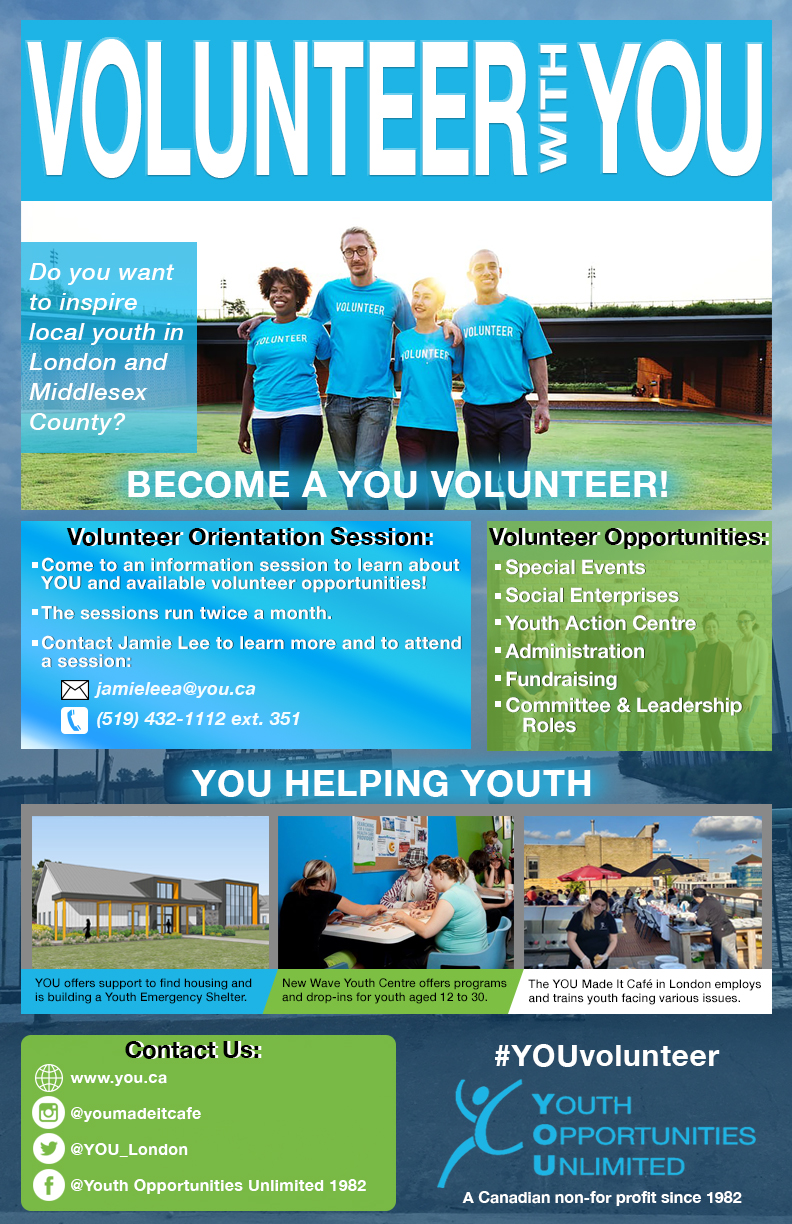 VOLUNTEER WITH YOU
Do you want
to inspire
local youth in
London and
Middlesex
County?
VOLUNTEER
VOLUNTEER
VOLUNTEER
VOLUNTEER
BECOME A YOU VOLUNTEER!
Volunteer Orientation Session:
▪Come to an information session to learn about
YOU and available volunteer opportunities!
▪The sessions run twice a month.
▪Contact Jamie Lee to learn more and to attend
a session:
jamieleea@you.ca
(519) 432-1112 ext. 351
Volunteer Opportunities:
▪Special Events
▪Social Enterprises
▪Youth Action Centre
▪Administration
▪Fundraising
▪Committee & Leadership
Roles
YOU HELPING YOUTH
YOU offers support to find housing and
is building a Youth Emergency Shelter.
New Wave Youth Centre offers programs
and drop-ins for youth aged 12 to 30.
The YOU Made It Café in London employs
and trains youth facing various issues.
Contact Us:
www.you.ca
@youmadeitcafe
@YOU_London
@Youth Opportunities Unlimited 1982
#YOUvolunteer
YOUTH
OPPORTUNITIES
UNLIMITED
A Canadian non-for profit since 1982